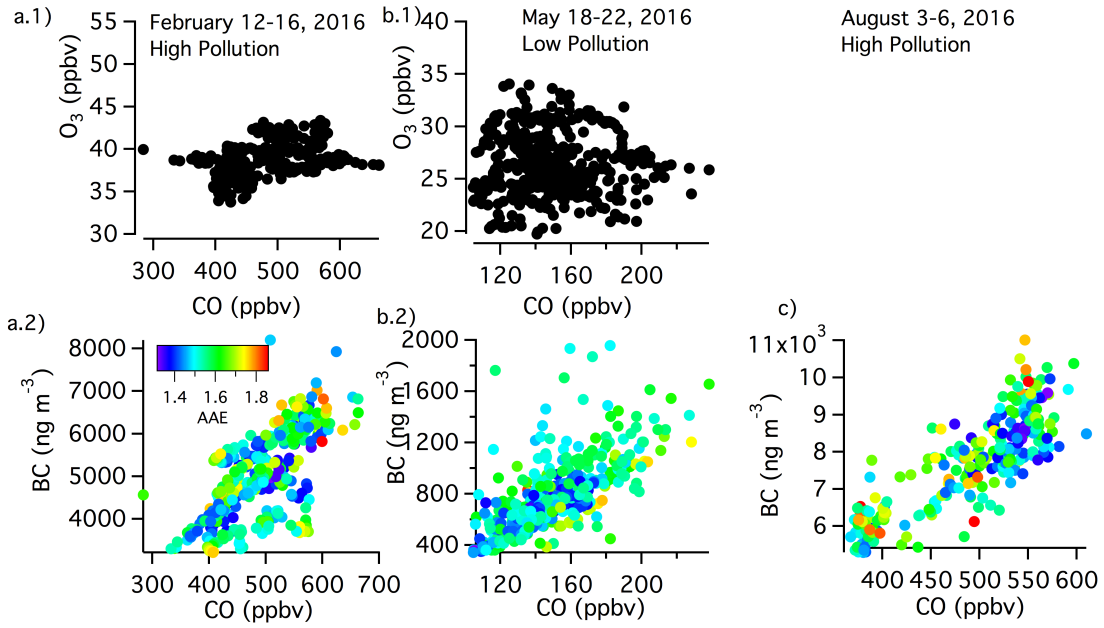 a.1)
February 12-16, 2016
High Pollution
O3 (ppbv)
55
50
45
40
35
30
300
400
500
600
CO (ppbv)
b.1)
May 18-22, 2016
Low Pollution
O3 (ppbv)
40
35
30
25
20
120
160
200
CO (ppbv)
August 3-6, 2016
High Pollution
a.2)
BC (ng m-3)
8000
7000
6000
5000
4000
1.4
1.6
1.8
AAE
300
400
500
600
700
CO (ppbv)
b.2)
BC (ng m-3)
2000
1600
1200
800
400
120
160
200
CO (ppbv)
c)
BC (ng m-3)
11x103
10
9
8
7
6
400
450
500
550
600
CO (ppbv)